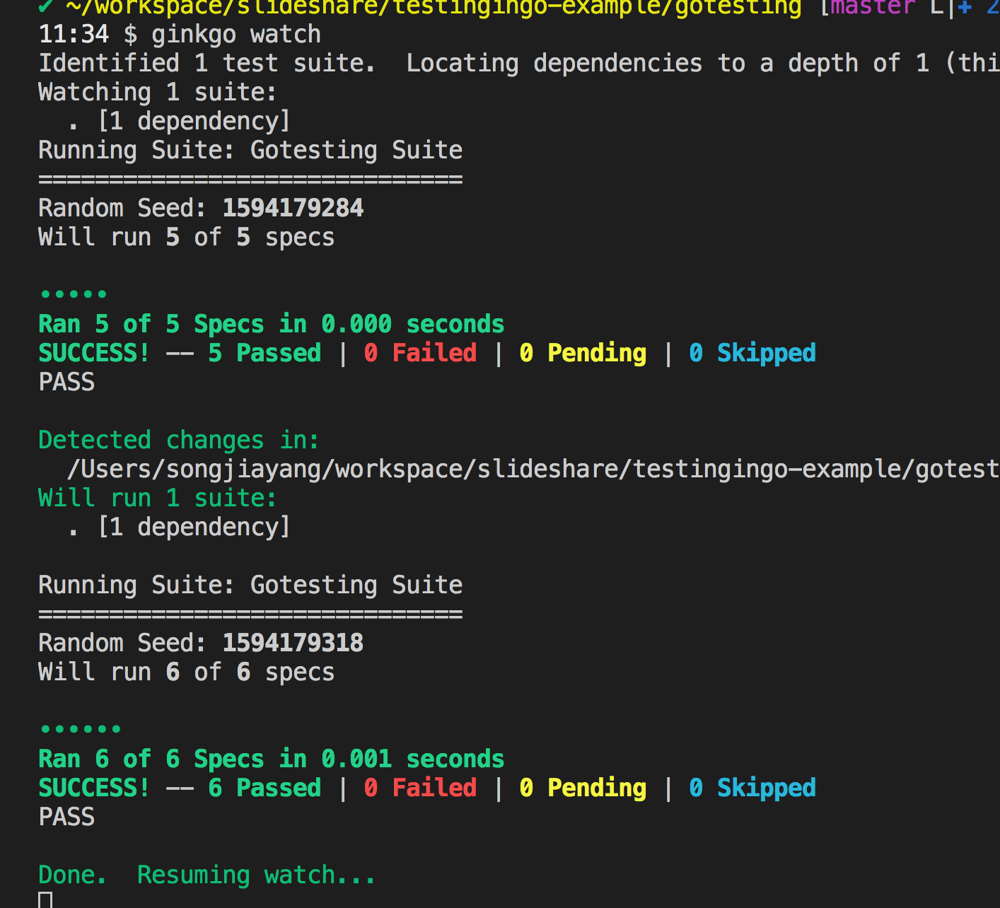 ✔ ~/workspace/slideshare/testingingo-example/gotesting [master L|✚ 2
11:34 $ ginkgo watch
Identified 1 test suite.  Locating dependencies to a depth of 1 (thi
Watching 1 suite:
  . [1 dependency]
Running Suite: Gotesting Suite
==============================
Random Seed: 1594179284
Will run 5 of 5 specs
•••••
Ran 5 of 5 Specs in 0.000 seconds
SUCCESS! -- 5 Passed | 0 Failed | 0 Pending | 0 Skipped
PASS
Detected changes in:
  /Users/songjiayang/workspace/slideshare/testingingo-example/gotest
Will run 1 suite:
  . [1 dependency]
Running Suite: Gotesting Suite
==============================
Random Seed: 1594179318
Will run 6 of 6 specs
••••••
Ran 6 of 6 Specs in 0.001 seconds
SUCCESS! -- 6 Passed | 0 Failed | 0 Pending | 0 Skipped
PASS
Done.  Resuming watch...